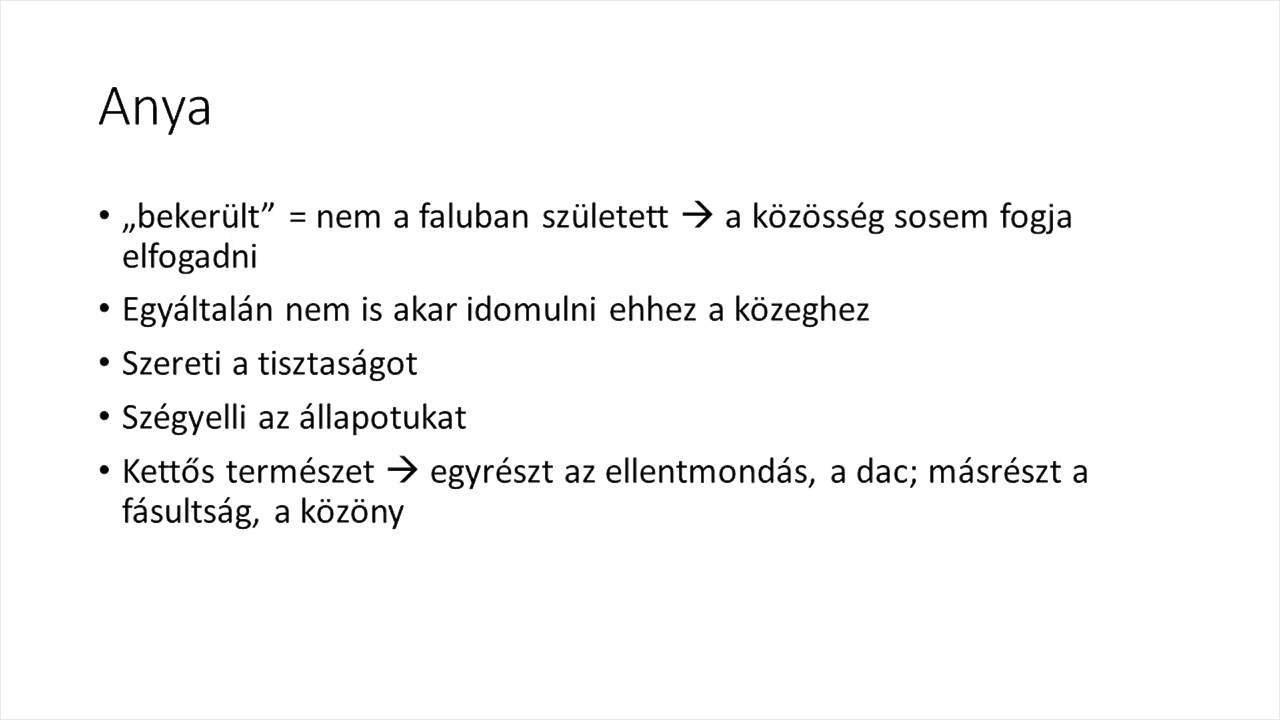 Anya
• „bekerült” = nem a faluban született → a közösség sosem fogja
elfogadni
• Egyáltalán nem is akar idomulni ehhez a közeghez
• Szereti a tisztaságot
• Szégyelli az állapotukat
• Kettős természet → egyrészt az ellentmondás, a dac; másrészt a
fásultság, a közöny